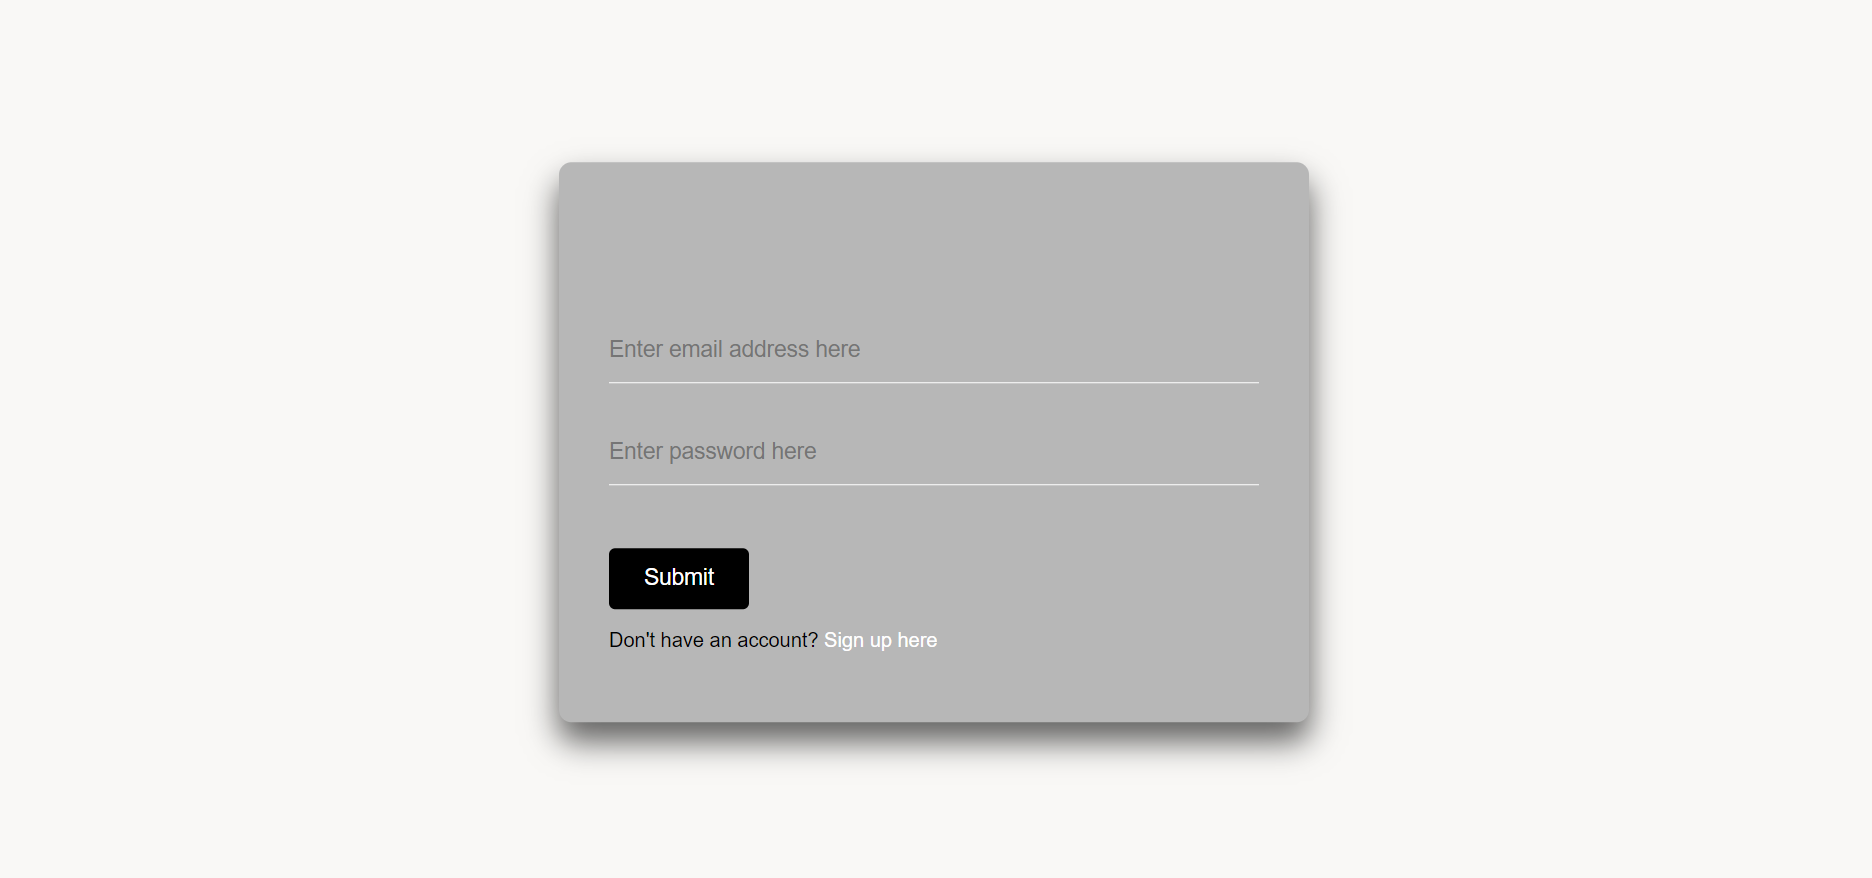 Enter email address here
Enter password here
Submit
Don't have an account? Sign up here